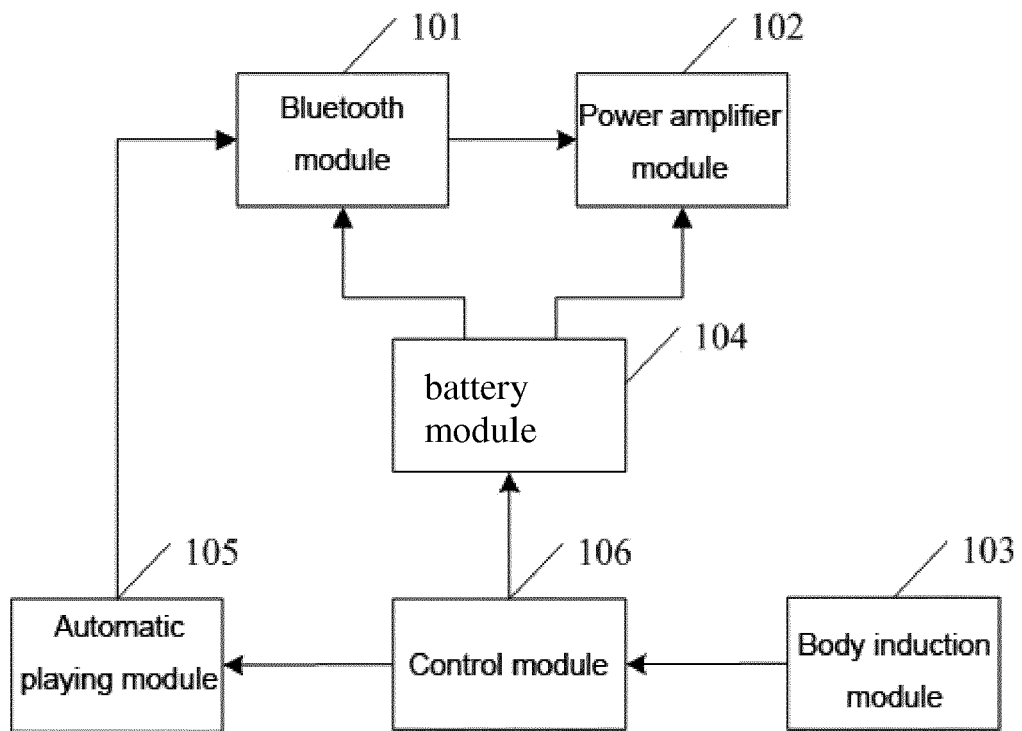 101
102
Bluetooth
module
Power amplifier
module
104
battery
module
105
106
103
Automatic
playing module
Control module
Body induction
module